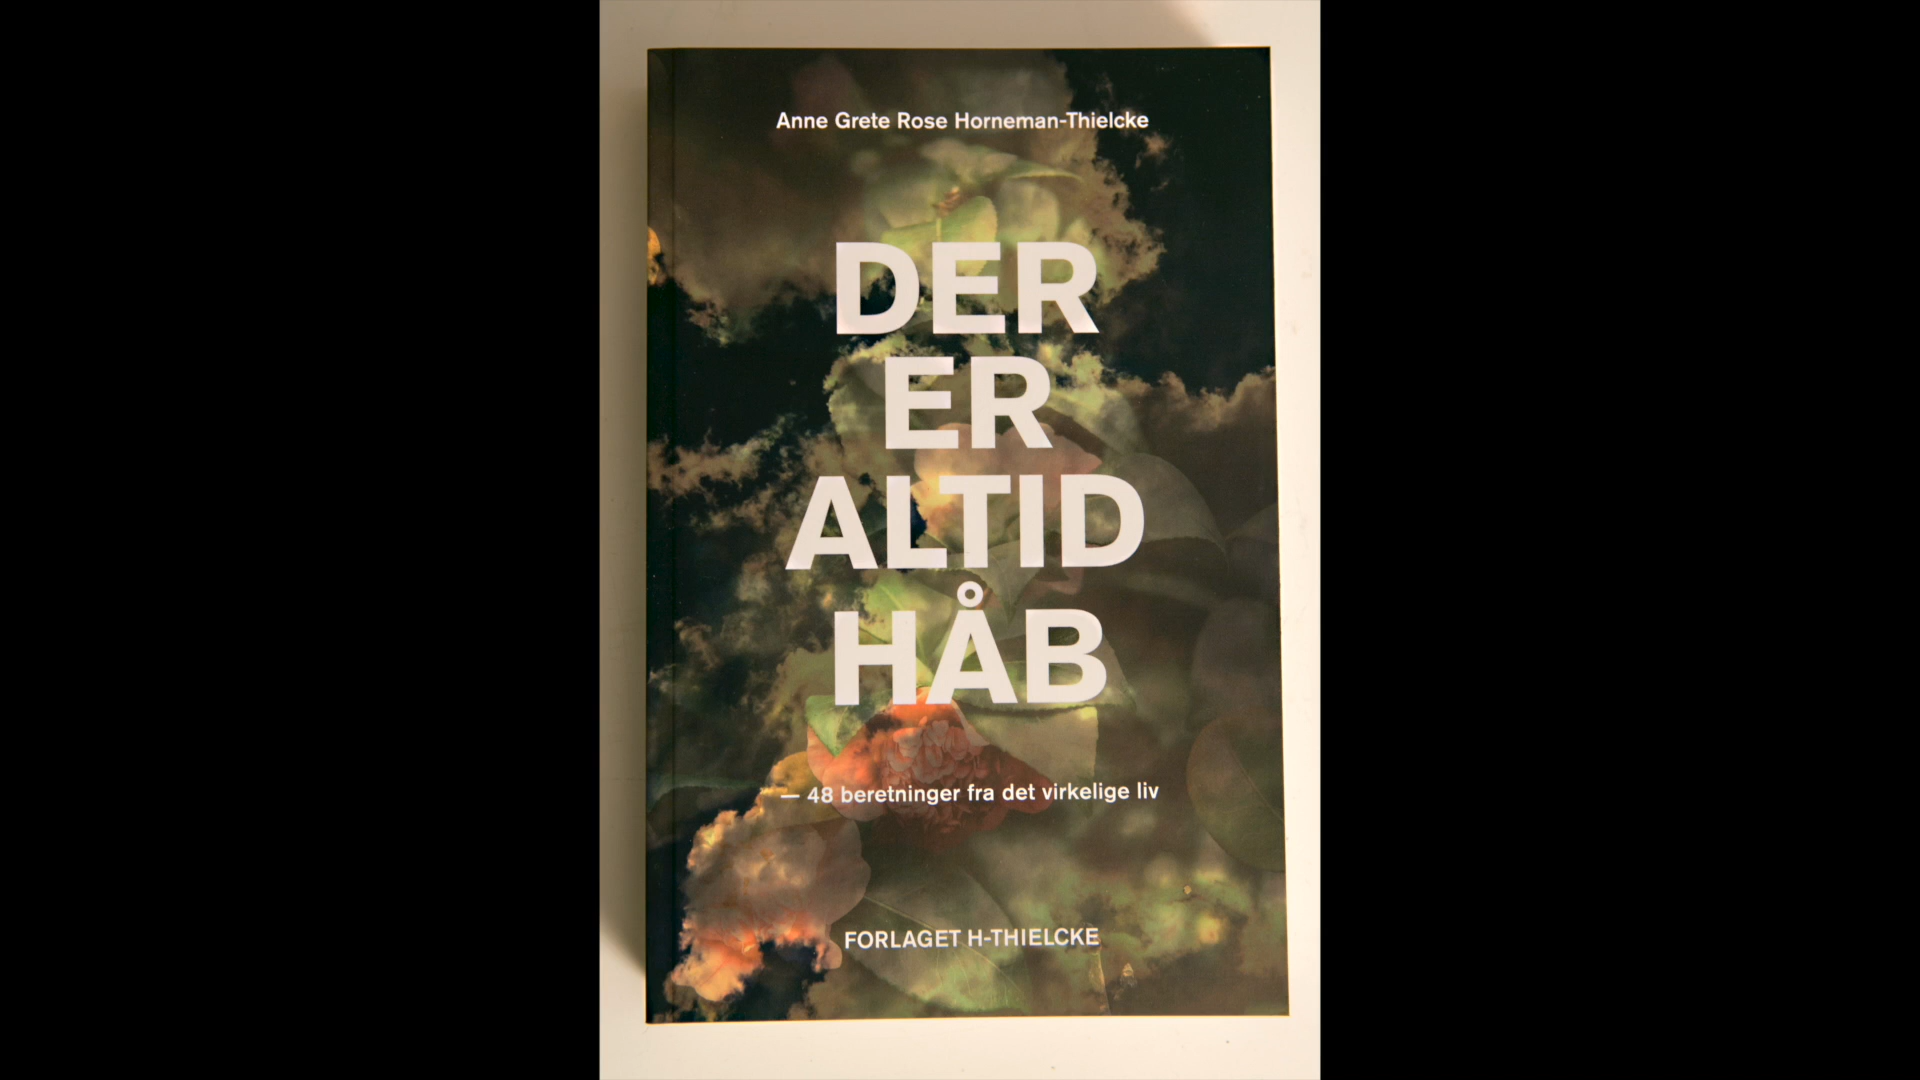 Anne Grete Rose Horneman-Thielcke
DER
ER
ALTID
HÅB
— 48 beretninger fra det virkelige liv
FORLAGET H-THIELCKE